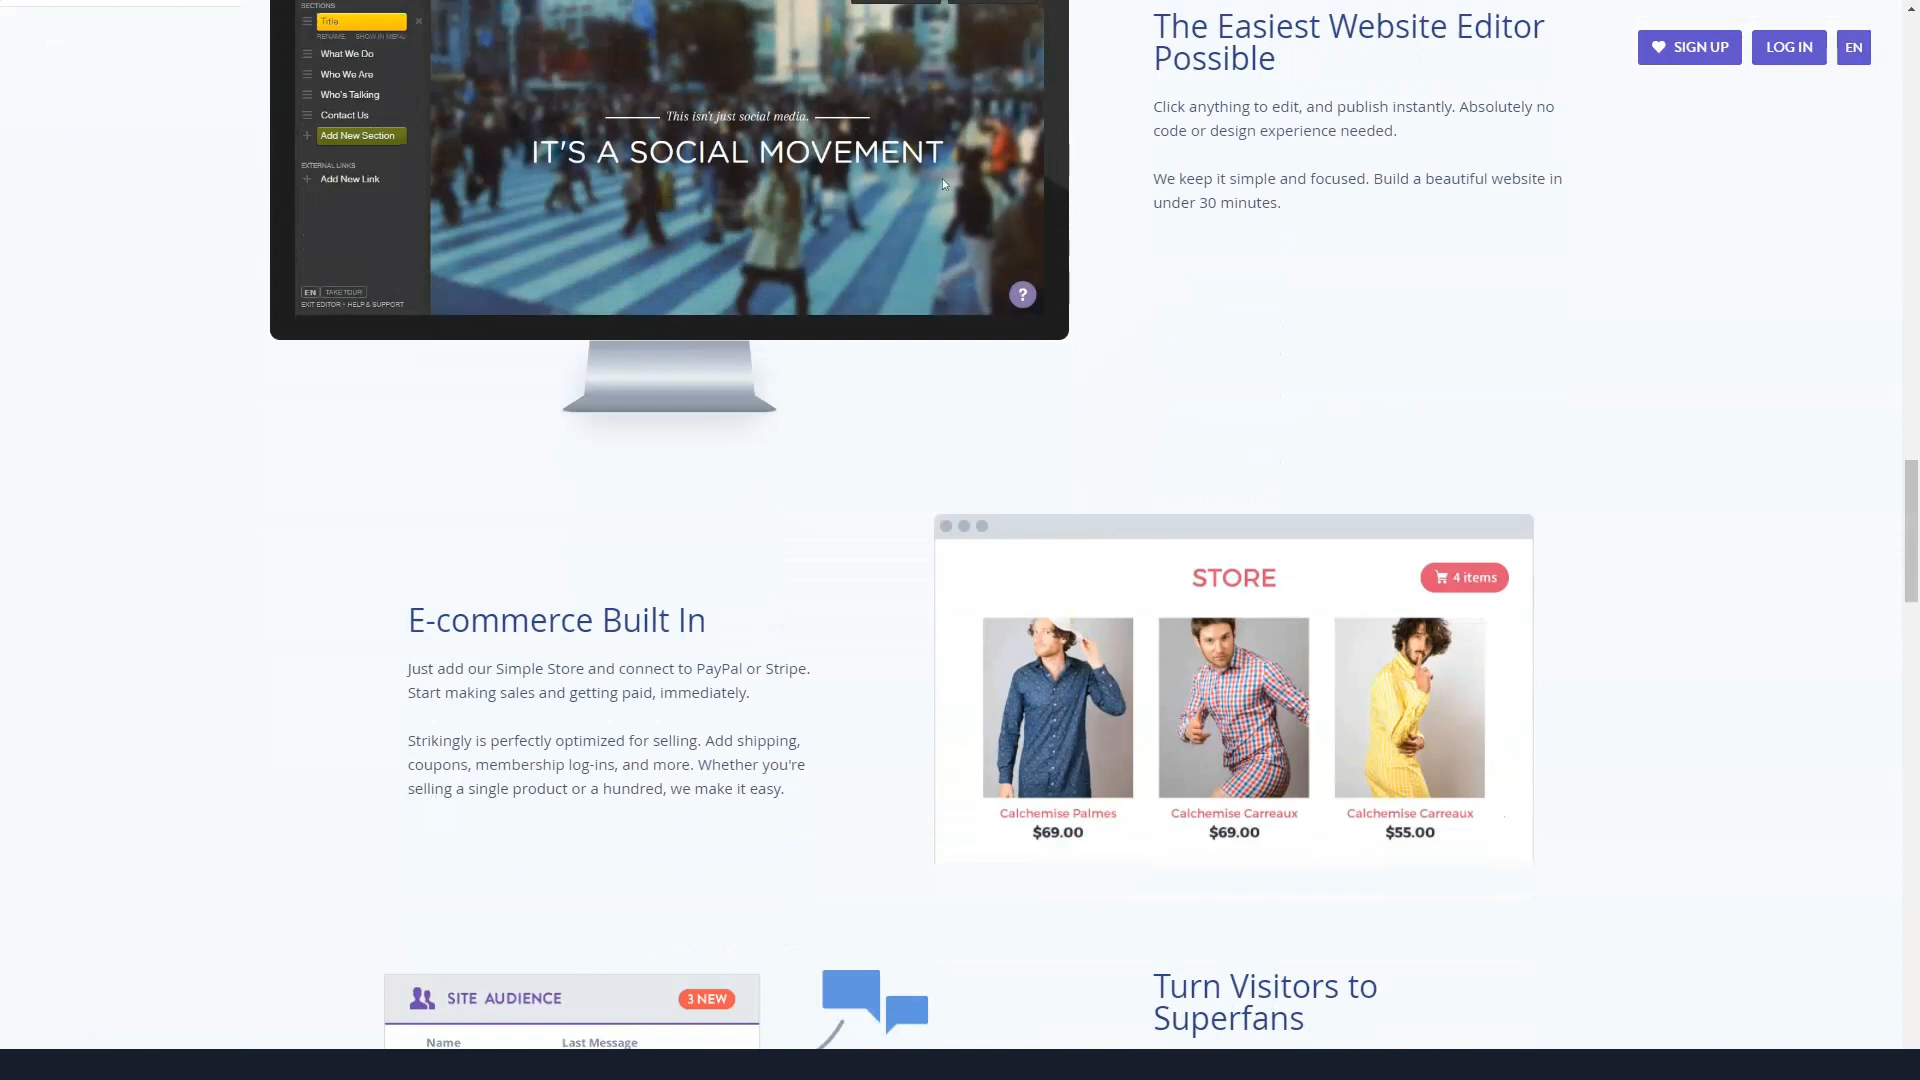 SECTIONS
Title
RENAME SHOW IN MENU
What We Do
Who We Are
Who's Talking
Contact Us
Add New Section
EXTERNAL LINKS
Add New Link
EN TAKE TOUR
EXIT EDITOR • HELP & SUPPORT
This isn't just social media.
IT'S A SOCIAL MOVEMENT
?
The Easiest Website Editor
Possible
Click anything to edit, and publish instantly. Absolutely no
code or design experience needed.
We keep it simple and focused. Build a beautiful website in
under 30 minutes.
SIGN UP
LOG IN
EN
E-commerce Built In
Just add our Simple Store and connect to PayPal or Stripe.
Start making sales and getting paid, immediately.
Strikingly is perfectly optimized for selling. Add shipping,
coupons, membership log-ins, and more. Whether you're
selling a single product or a hundred, we make it easy.
STORE
4 items
Calchemise Palmes
$69.00
Calchemise Carreaux
$69.00
Calchemise Carreaux
$55.00
SITE AUDIENCE
3 NEW
Name Last Message
Turn Visitors to
Superfans